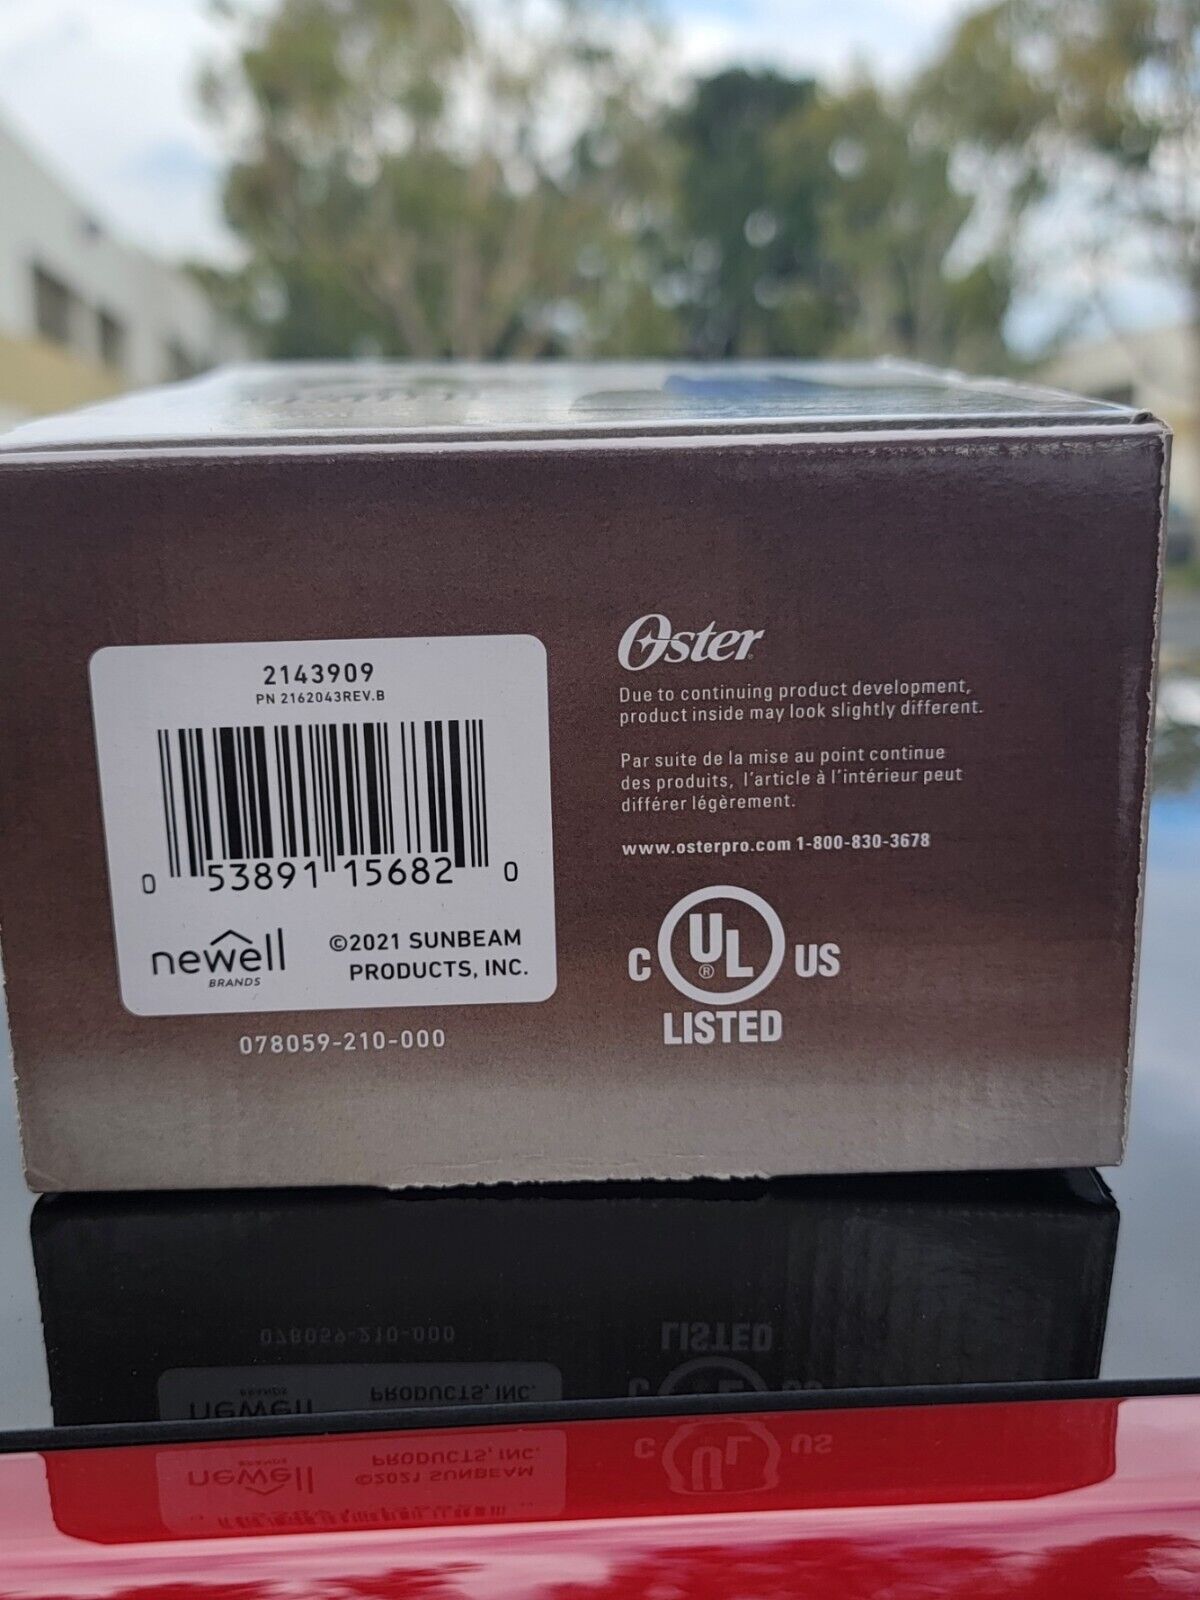 2143909
PN 2162043REV.B
0 53891 15682 0
newell
BRANDS
©2021 SUNBEAM
PRODUCTS, INC.
078059-210-000
Oster
Due to continuing product development,
product inside may look slightly different.
Par suite de la mise au point continue
des produits, l'article à l'intérieur peut
différer légèrement.
www.osterpro.com 1-800-830-3678
C UL® US
LISTED